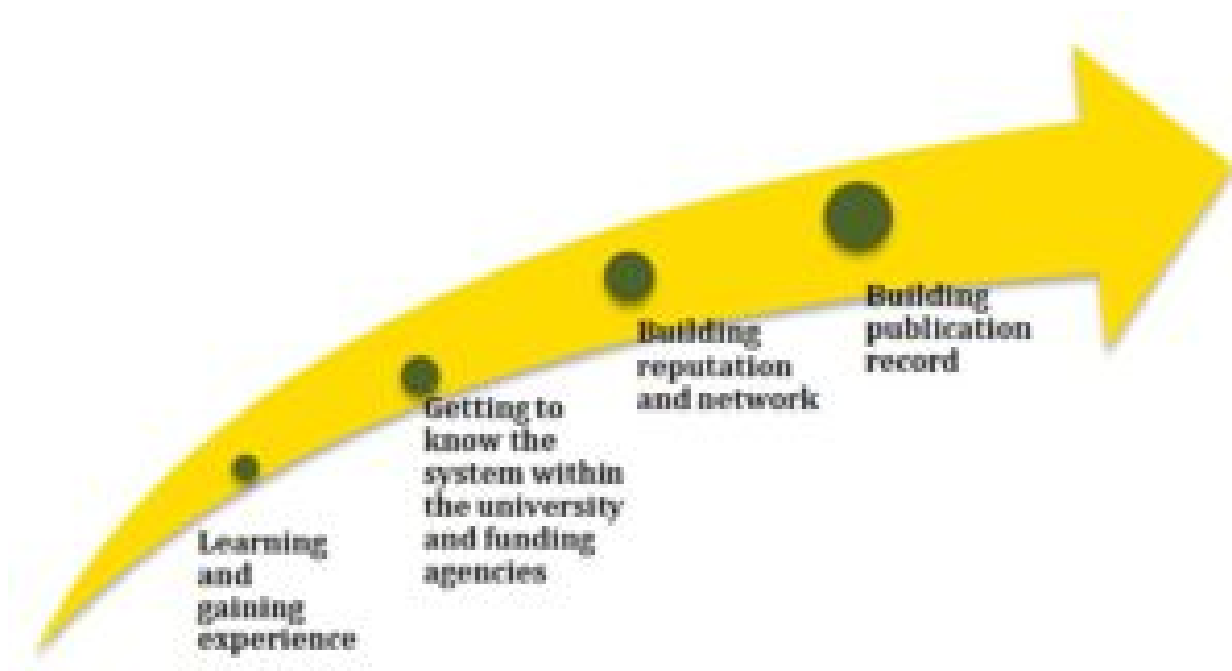 Learning
and
gaining
experience
Getting to
know the
system within
the university
and funding
agencies
Building
reputation
and network
Building
publication
record